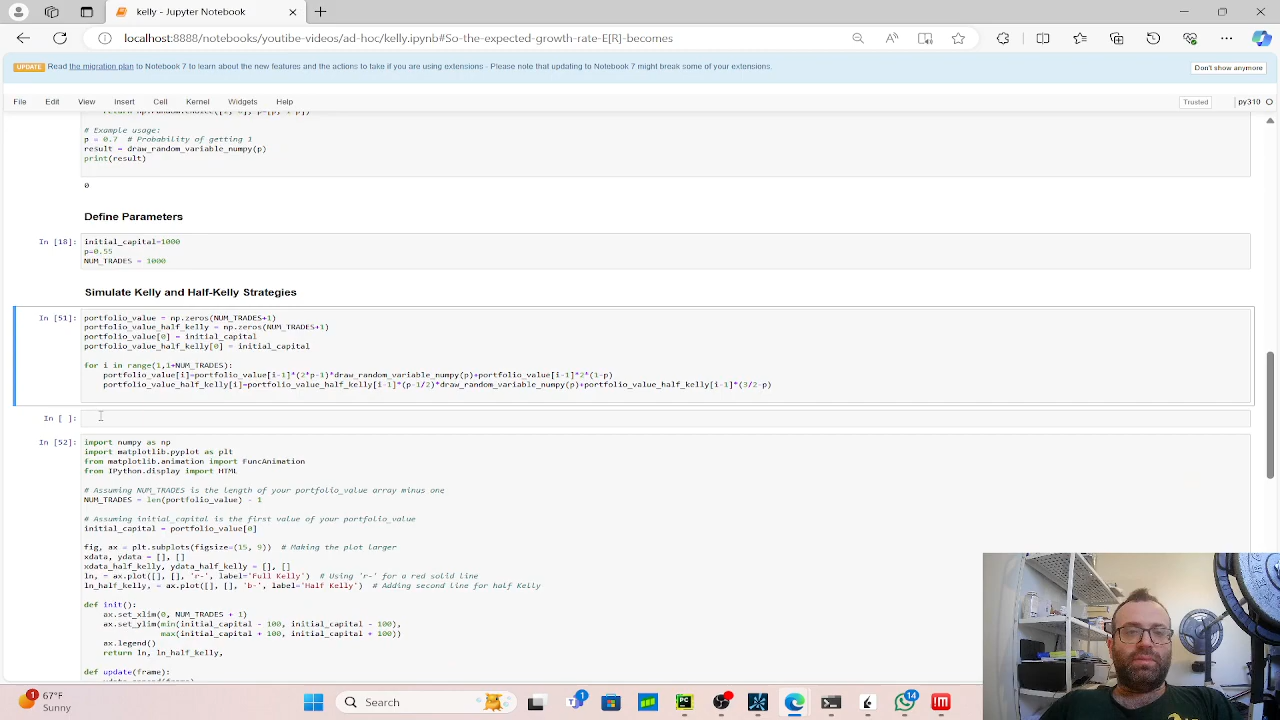 kelly - Jupyter Notebook
localhost:8888/notebooks/youtibe-videos/ad-hoc/kelly.ipynb#So-the-expected-growth-rate-E[R]-becomes
UPDATE Read the migration plan to Notebook 7 to learn about the new features and the actions to take if you are using extensions - Please note that updating to Notebook 7 might break some of your extensions. Don't show anymore
File Edit View Insert Cell Kernel Widgets Help Trusted py310
# Example usage:
p = 0.7 # Probability of getting 1
result = draw_random_variable_numpy(p)
print(result)
0
Define Parameters
In [18]: initial_capital=1000
p=0.55
NUM_TRADES = 1000
Simulate Kelly and Half-Kelly Strategies
In [51]: portfolio_value = np.zeros(NUM_TRADES+1)
portfolio_value_half_kelly = np.zeros(NUM_TRADES+1)
portfolio_value[0] = initial_capital
portfolio_value_half_kelly[0] = initial_capital
for i in range(1,1+NUM_TRADES):
portfolio_value[i]=portfolio_value[i-1]*(2*p-1)*draw_random_variable_numpy(p)+portfolio_value[i-1]*2*(1-p)
portfolio_value_half_kelly[i]=portfolio_value_half_kelly[i-1]*(p-1/2)*draw_random_variable_numpy(p)+portfolio_value_half_kelly[i-1]*(3/2-p)
In [ ]:
In [52]: import numpy as np
import matplotlib.pyplot as plt
from matplotlib.animation import FuncAnimation
from IPython.display import HTML
# Assuming NUM_TRADES is the length of your portfolio_value array minus one
NUM_TRADES = len(portfolio_value) - 1
# Assuming initial_capital is the first value of your portfolio_value
initial_capital = portfolio_value[0]
fig, ax = plt.subplots(figsize=(15, 9)) # Making the plot larger
xdata, ydata = [], []
xdata_half_kelly, ydata_half_kelly = [], []
ln, = ax.plot([], [], 'r-', label='Full Kelly') # Using 'r-' for a red solid line
ln_half_kelly, = ax.plot([], [], 'b-', label='Half Kelly') # Adding second line for half Kelly
def init():
ax.set_xlim(0, NUM_TRADES + 1)
ax.set_ylim(min(initial_capital - 100, initial_capital - 100),
max(initial_capital + 100, initial_capital + 100))
ax.legend()
return ln, ln_half_kelly,
def update(frame):
1 67°F
Sunny
Search
1
14